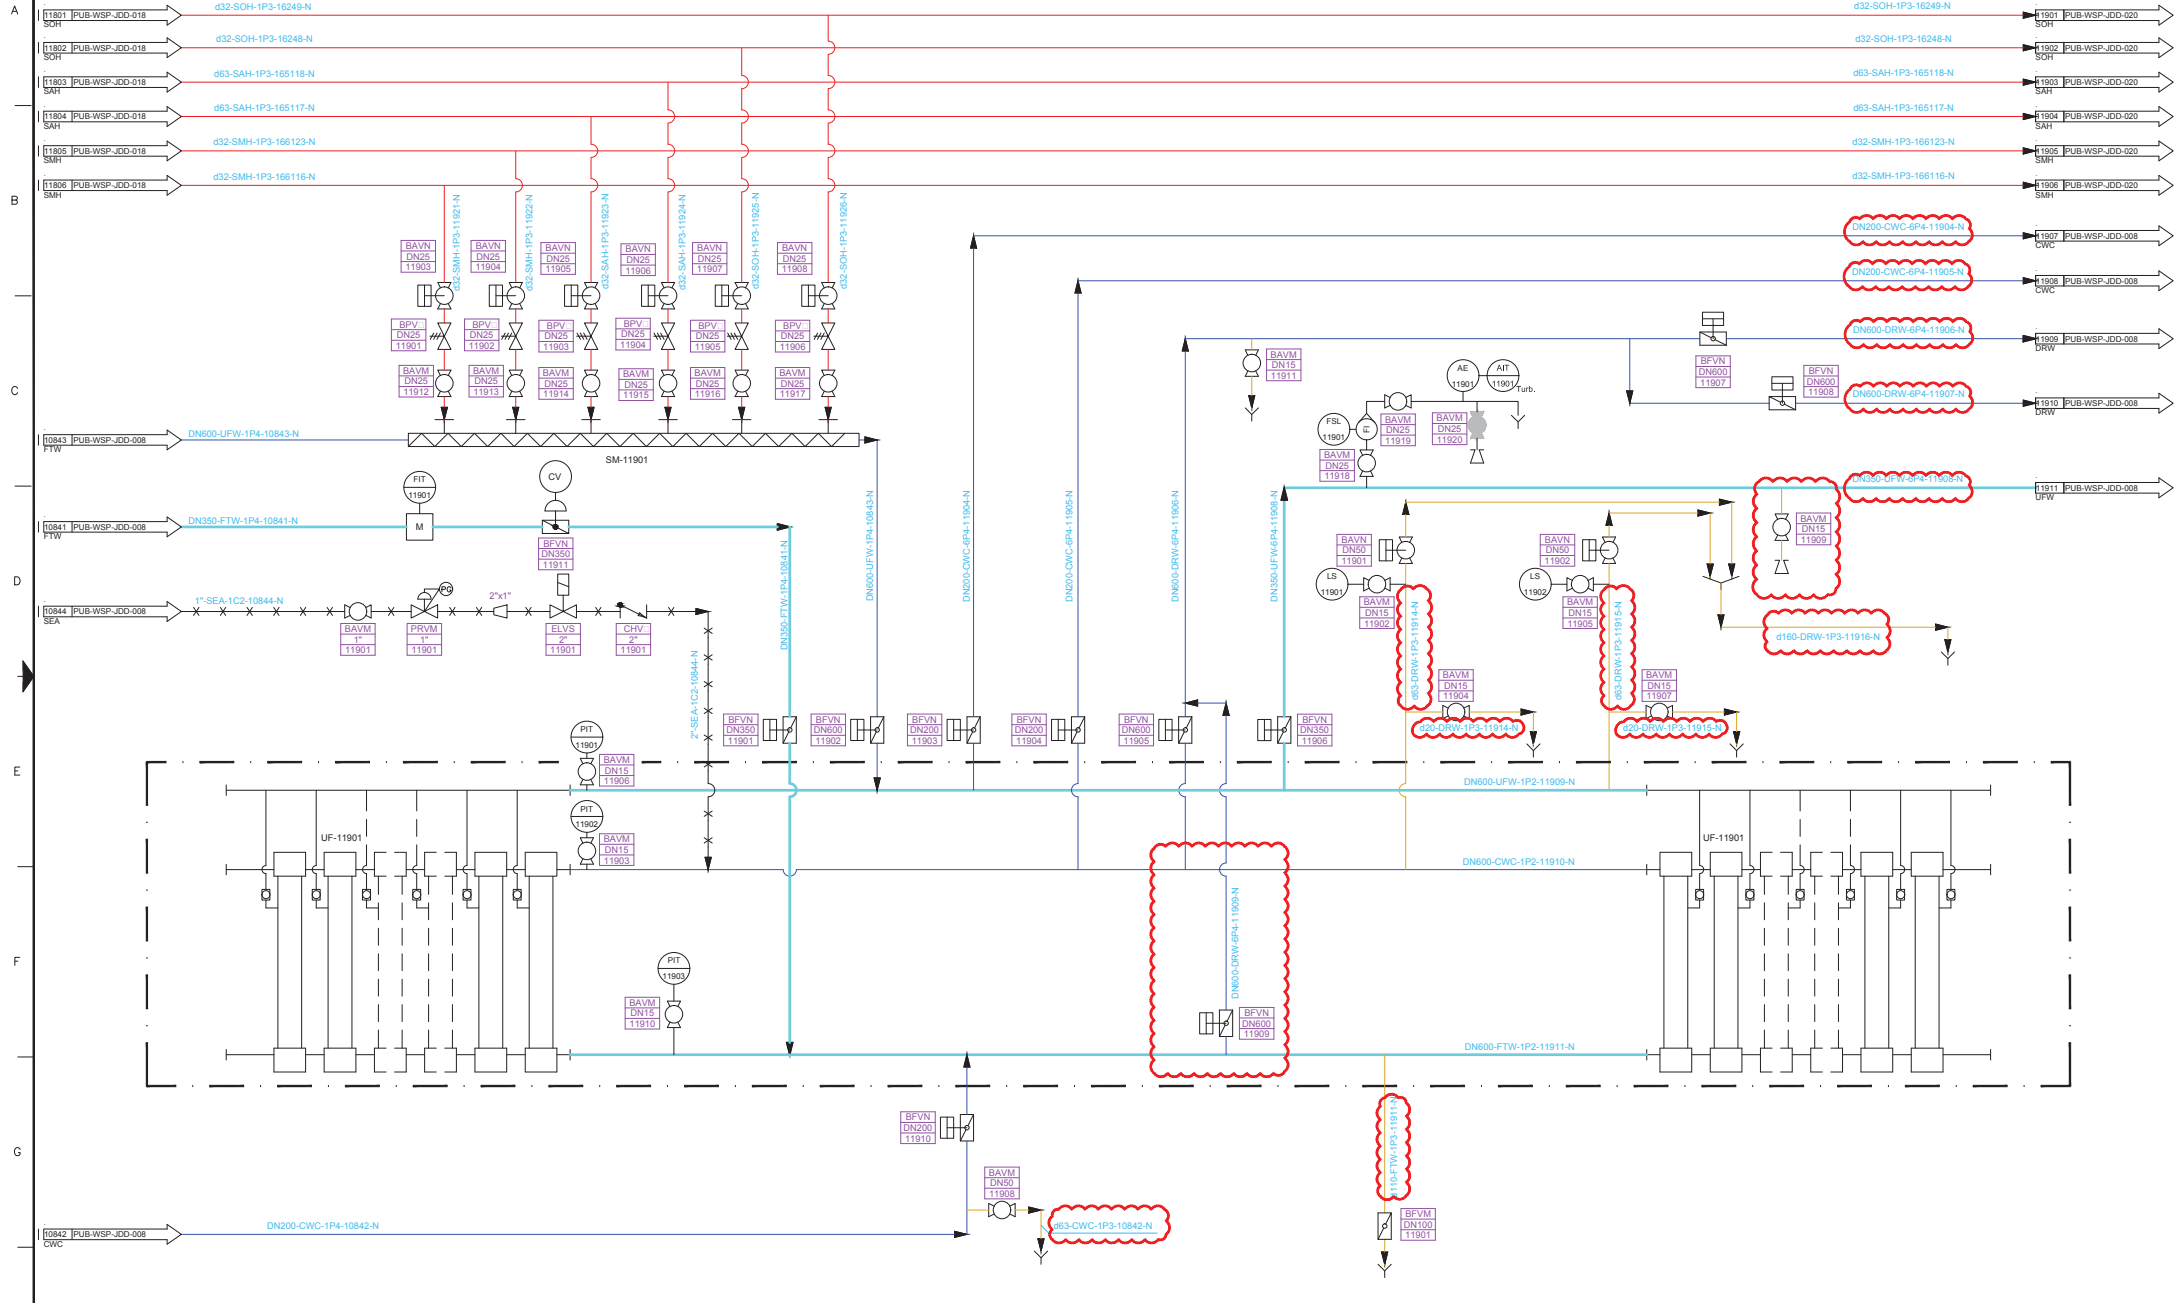 A
11801 PUB-WSP-JDD-018
SOH
d32-SOH-1P3-16249-N
d32-SOH-1P3-16249-N
11901 PUB-WSP-JDD-020
SOH
11802 PUB-WSP-JDD-018
SOH
d32-SOH-1P3-16248-N
d32-SOH-1P3-16248-N
11902 PUB-WSP-JDD-020
SOH
11803 PUB-WSP-JDD-018
SAH
d63-SAH-1P3-165118-N
d63-SAH-1P3-165118-N
11903 PUB-WSP-JDD-020
SAH
11804 PUB-WSP-JDD-018
SAH
d63-SAH-1P3-165117-N
d63-SAH-1P3-165117-N
11904 PUB-WSP-JDD-020
SAH
11805 PUB-WSP-JDD-018
SMH
d32-SMH-1P3-166123-N
d32-SMH-1P3-166123-N
11905 PUB-WSP-JDD-020
SMH
11806 PUB-WSP-JDD-018
SMH
d32-SMH-1P3-166116-N
d32-SMH-1P3-166116-N
11906 PUB-WSP-JDD-020
SMH
B
d32-SMH-1P3-11921-N
d32-SMH-1P3-11922-N
d32-SAH-1P3-11923-N
d32-SAH-1P3-11924-N
d32-SOH-1P3-11925-N
d32-SOH-1P3-11926-N
BAVN
DN25
11903
BAVN
DN25
11904
BAVN
DN25
11905
BAVN
DN25
11906
BAVN
DN25
11907
BAVN
DN25
11908
DN200-CWC-6P4-11904-N
11907 PUB-WSP-JDD-008
CWC
DN200-CWC-6P4-11905-N
11908 PUB-WSP-JDD-008
CWC
BPV
DN25
11901
BPV
DN25
11902
BPV
DN25
11903
BPV
DN25
11904
BPV
DN25
11905
BPV
DN25
11906
DN600-DRW-6P4-11906-N
11909 PUB-WSP-JDD-008
DRW
BFVN
DN600
11907
BFVN
DN600
11908
DN600-DRW-6P4-11907-N
11910 PUB-WSP-JDD-008
DRW
C
BAVM
DN25
11912
BAVM
DN25
11913
BAVM
DN25
11914
BAVM
DN25
11915
BAVM
DN25
11916
BAVM
DN25
11917
BAVM
DN15
11911
AE
11901
AIT
11901
Turb.
FSL
11901
FI
BAVM
DN25
11919
BAVM
DN25
11920
BAVM
DN25
11918
10843 PUB-WSP-JDD-008
FTW
DN600-UFW-1P4-10843-N
SM-11901
DN350-UFW-6P4-11908-N
11911 PUB-WSP-JDD-008
UFW
FIT
11901
M
CV
10841 PUB-WSP-JDD-008
FTW
DN350-FTW-1P4-10841-N
BFVN
DN350
11911
DN350-FTW-1P4-10841-N
DN600-UFW-1P4-10843-N
DN200-CWC-6P4-11904-N
DN200-CWC-6P4-11905-N
DN600-DRW-6P4-11906-N
DN350-UFW-6P4-11908-N
BAVM
DN15
11909
BAVN
DN50
11901
BAVN
DN50
11902
D
LS
11901
LS
11902
BAVM
DN15
11902
BAVM
DN15
11905
d63-DRW-1P3-11914-N
d63-DRW-1P3-11915-N
d160-DRW-1P3-11916-N
10844 PUB-WSP-JDD-008
SEA
1"-SEA-1C2-10844-N
PG
2"x1"
BAVM
1"
11901
PRVM
1"
11901
ELVS
2"
11901
CHV
2"
11901
2"-SEA-1C2-10844-N
BAVM
DN15
11904
BAVM
DN15
11907
d20-DRW-1P3-11914-N
d20-DRW-1P3-11915-N
BFVN
DN350
11901
BFVN
DN600
11902
BFVN
DN200
11903
BFVN
DN200
11904
BFVN
DN600
11905
BFVN
DN350
11906
E
PIT
11901
BAVM
DN15
11906
DN600-UFW-1P2-11909-N
PIT
11902
BAVM
DN15
11903
UF-11901
UF-11901
DN600-CWC-1P2-11910-N
DN600-DRW-6P4-11909-N
F
PIT
11903
BAVM
DN15
11910
BFVN
DN600
11909
DN600-FTW-1P2-11911-N
G
BFVN
DN200
11910
d110-FTW-1P3-11911-N
BAVM
DN50
11908
BFVM
DN100
11901
10842 PUB-WSP-JDD-008
CWC
DN200-CWC-1P4-10842-N
d63-CWC-1P3-10842-N